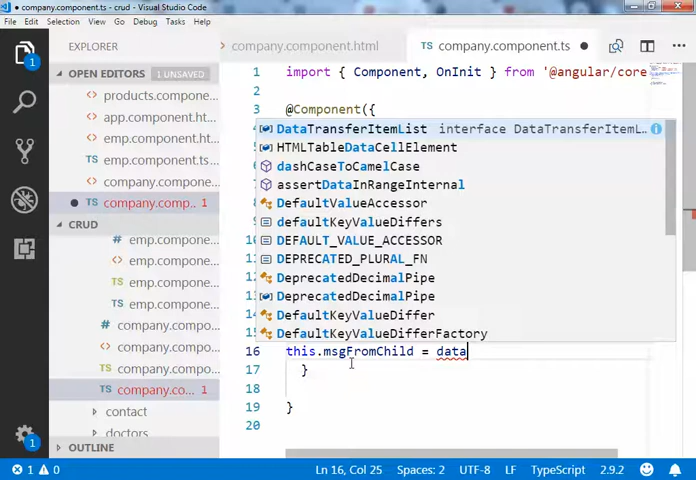 ● company.component.ts - crud - Visual Studio Code
File Edit Selection View Go Debug Tasks Help
EXPLORER
company.component.html
TS company.component.ts ●
OPEN EDITORS 1 UNSAVED
products.compone...
app.component.ht...
emp.component.ht...
TS emp.component.ts...
company.compone...
● TS company.comp... 1
CRUD
emp.compone...
emp.compone...
TS emp.compone...
TS emp.compone...
# company.compo...
company.compo...
TS company.compo...
TS company.co... 1
contact
doctors
OUTLINE
1 import { Component, OnInit } from '@angular/core
2
3 @Component({
DataTransferItemList interface DataTransferItemL...
HTMLTableDataCellElement
dashCaseToCamelCase
assertDataInRangeInternal
DefaultValueAccessor
defaultKeyValueDiffers
DEFAULT_VALUE_ACCESSOR
DEPRECATED_PLURAL_FN
DeprecatedDecimalPipe
DeprecatedDecimalPipe
DefaultKeyValueDiffer
DefaultKeyValueDifferFactory
16 this.msgFromChild = data
17 }
18
19 }
20
1 0 Ln 16, Col 25 Spaces: 2 UTF-8 LF TypeScript 2.9.2